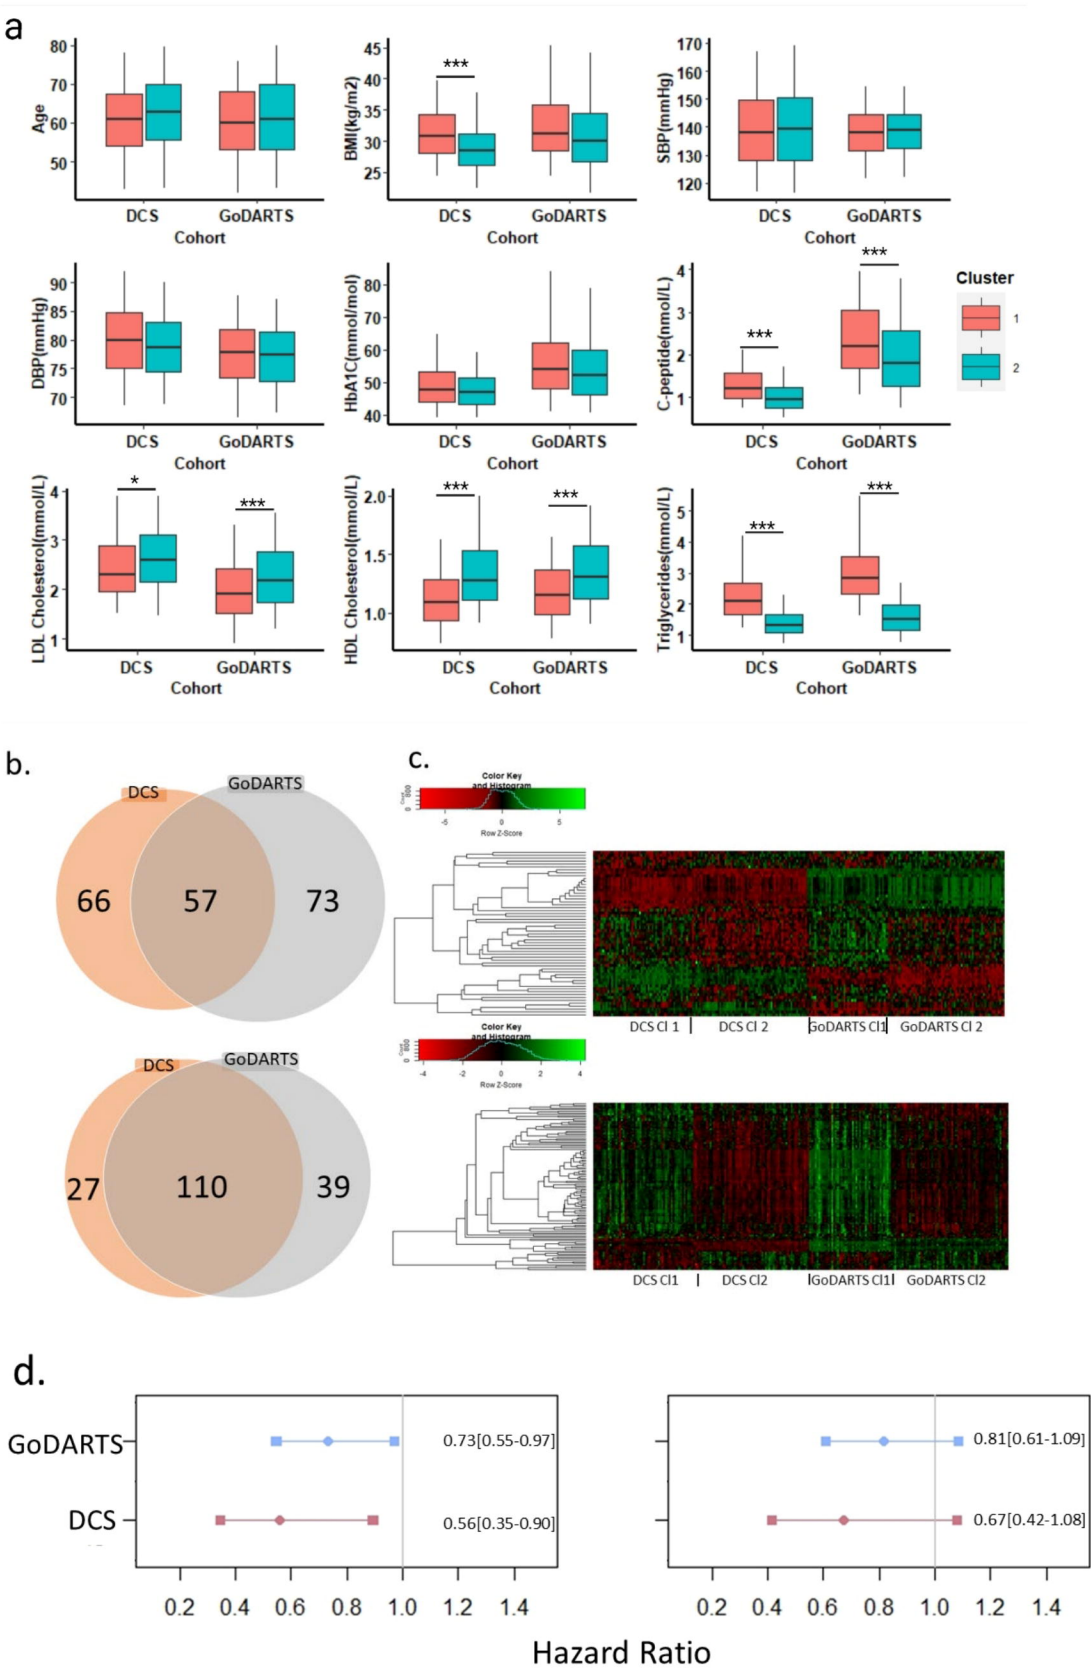 a
Age
80
70
60
50
DCS GoDARTS
Cohort
BMI(kg/m2)
45
40
35
30
25
***
DCS GoDARTS
Cohort
SBP(mmHg)
170
160
150
140
130
120
DCS GoDARTS
Cohort
DBP(mmHg)
90
85
80
75
70
DCS GoDARTS
Cohort
HbA1C(mmol/mol)
80
70
60
50
40
DCS GoDARTS
Cohort
C-peptide(nmol/L)
4
3
2
1
***
***
DCS GoDARTS
Cohort
Cluster
1
2
LDL Cholesterol(mmol/L)
4
3
2
1
*
***
DCS GoDARTS
Cohort
HDL Cholesterol(mmol/L)
2.0
1.5
1.0
***
***
DCS GoDARTS
Cohort
Triglycerides(mmol/L)
5
4
3
2
1
***
***
DCS GoDARTS
Cohort
b.
DCS
GoDARTS
66 57 73
DCS
GoDARTS
27 110 39
c.
Color Key
and Histogram
Count
-5 0 5
Row Z-Score
DCS Cl 1 DCS Cl 2 GoDARTS Cl1 GoDARTS Cl 2
Color Key
and Histogram
Count
-4 -2 0 2 4
Row Z-Score
DCS Cl1 DCS Cl2 GoDARTS Cl1 GoDARTS Cl2
d.
GoDARTS
0.73[0.55-0.97]
DCS
0.56[0.35-0.90]
0.2 0.4 0.6 0.8 1.0 1.2 1.4
0.81[0.61-1.09]
0.67[0.42-1.08]
0.2 0.4 0.6 0.8 1.0 1.2 1.4
Hazard Ratio